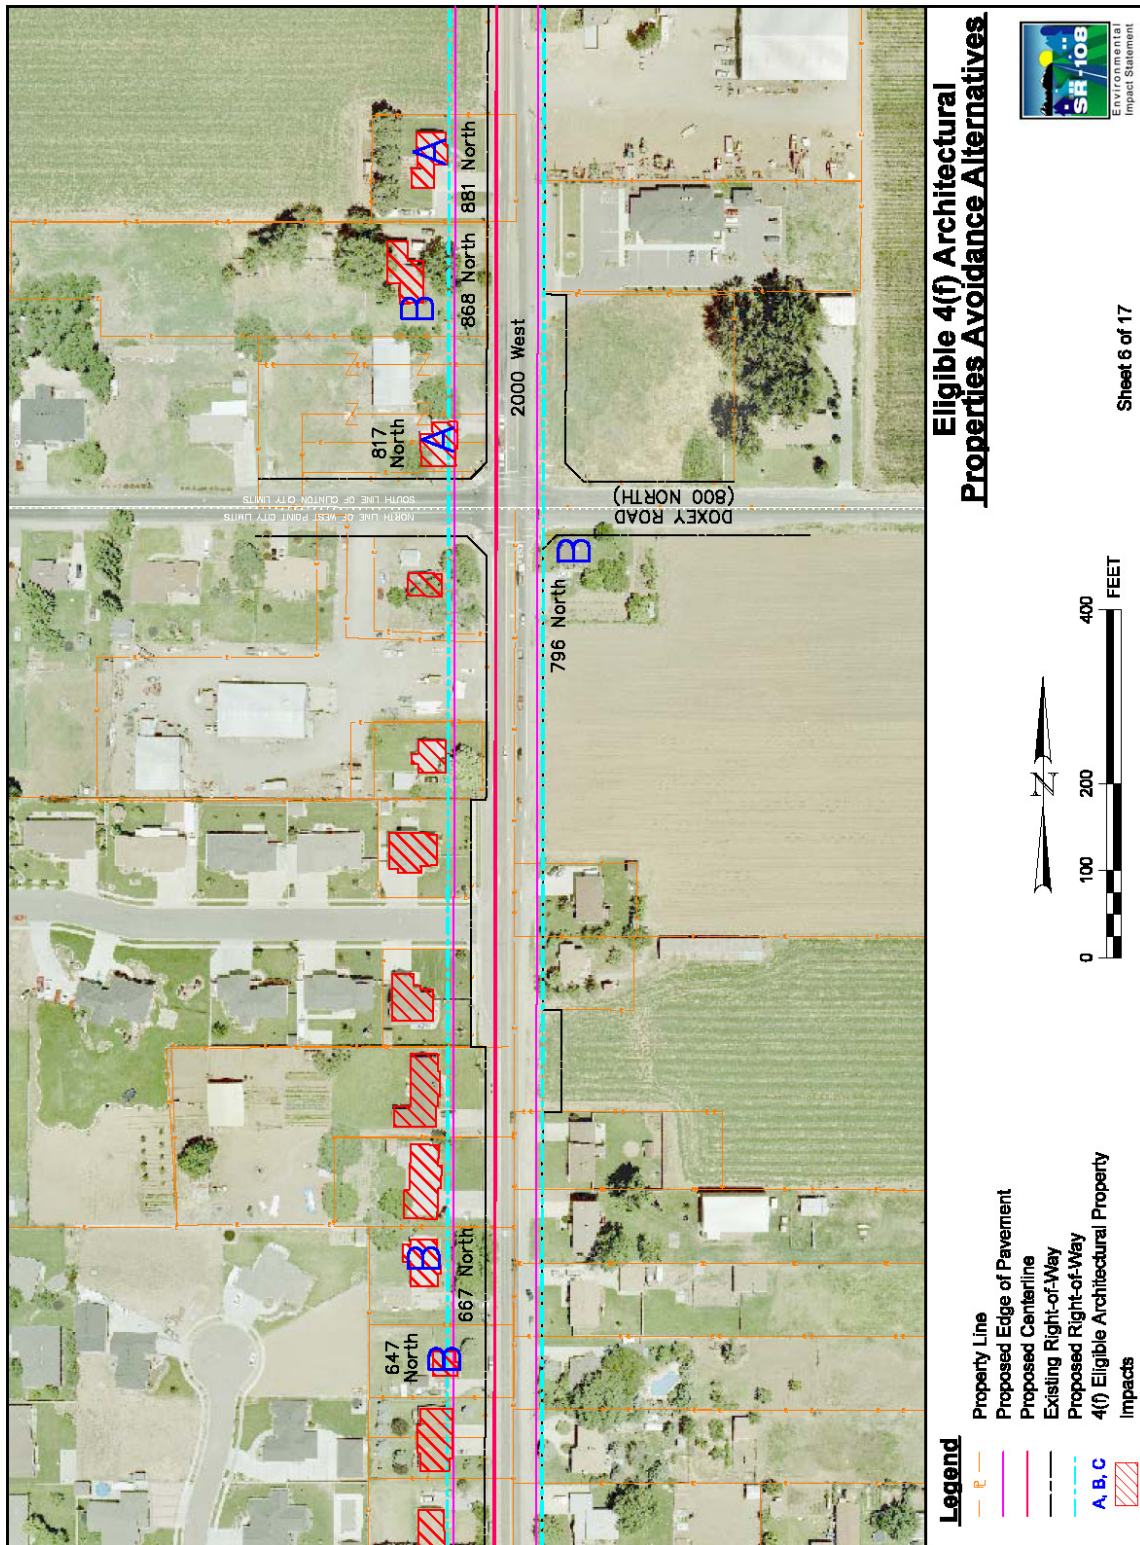 Eligible 4(f) Architectural
Properties Avoidance Alternatives
SR-108
Environmental
Impact Statement
Sheet 6 of 17
A
881 North
B
868 North
2000 West
817
North
A
SOUTH LINE OF CLINTON CITY LIMITS
NORTH LINE OF WEST POINT CITY LIMITS
DOXEY ROAD
(800 NORTH)
B
796 North
B
667 North
647
North
B
N
0
100
200
400
FEET
Legend
Property Line
Proposed Edge of Pavement
Proposed Centerline
Existing Right-of-Way
Proposed Right-of-Way
A, B, C
4(f) Eligible Architectural Property
Impacts